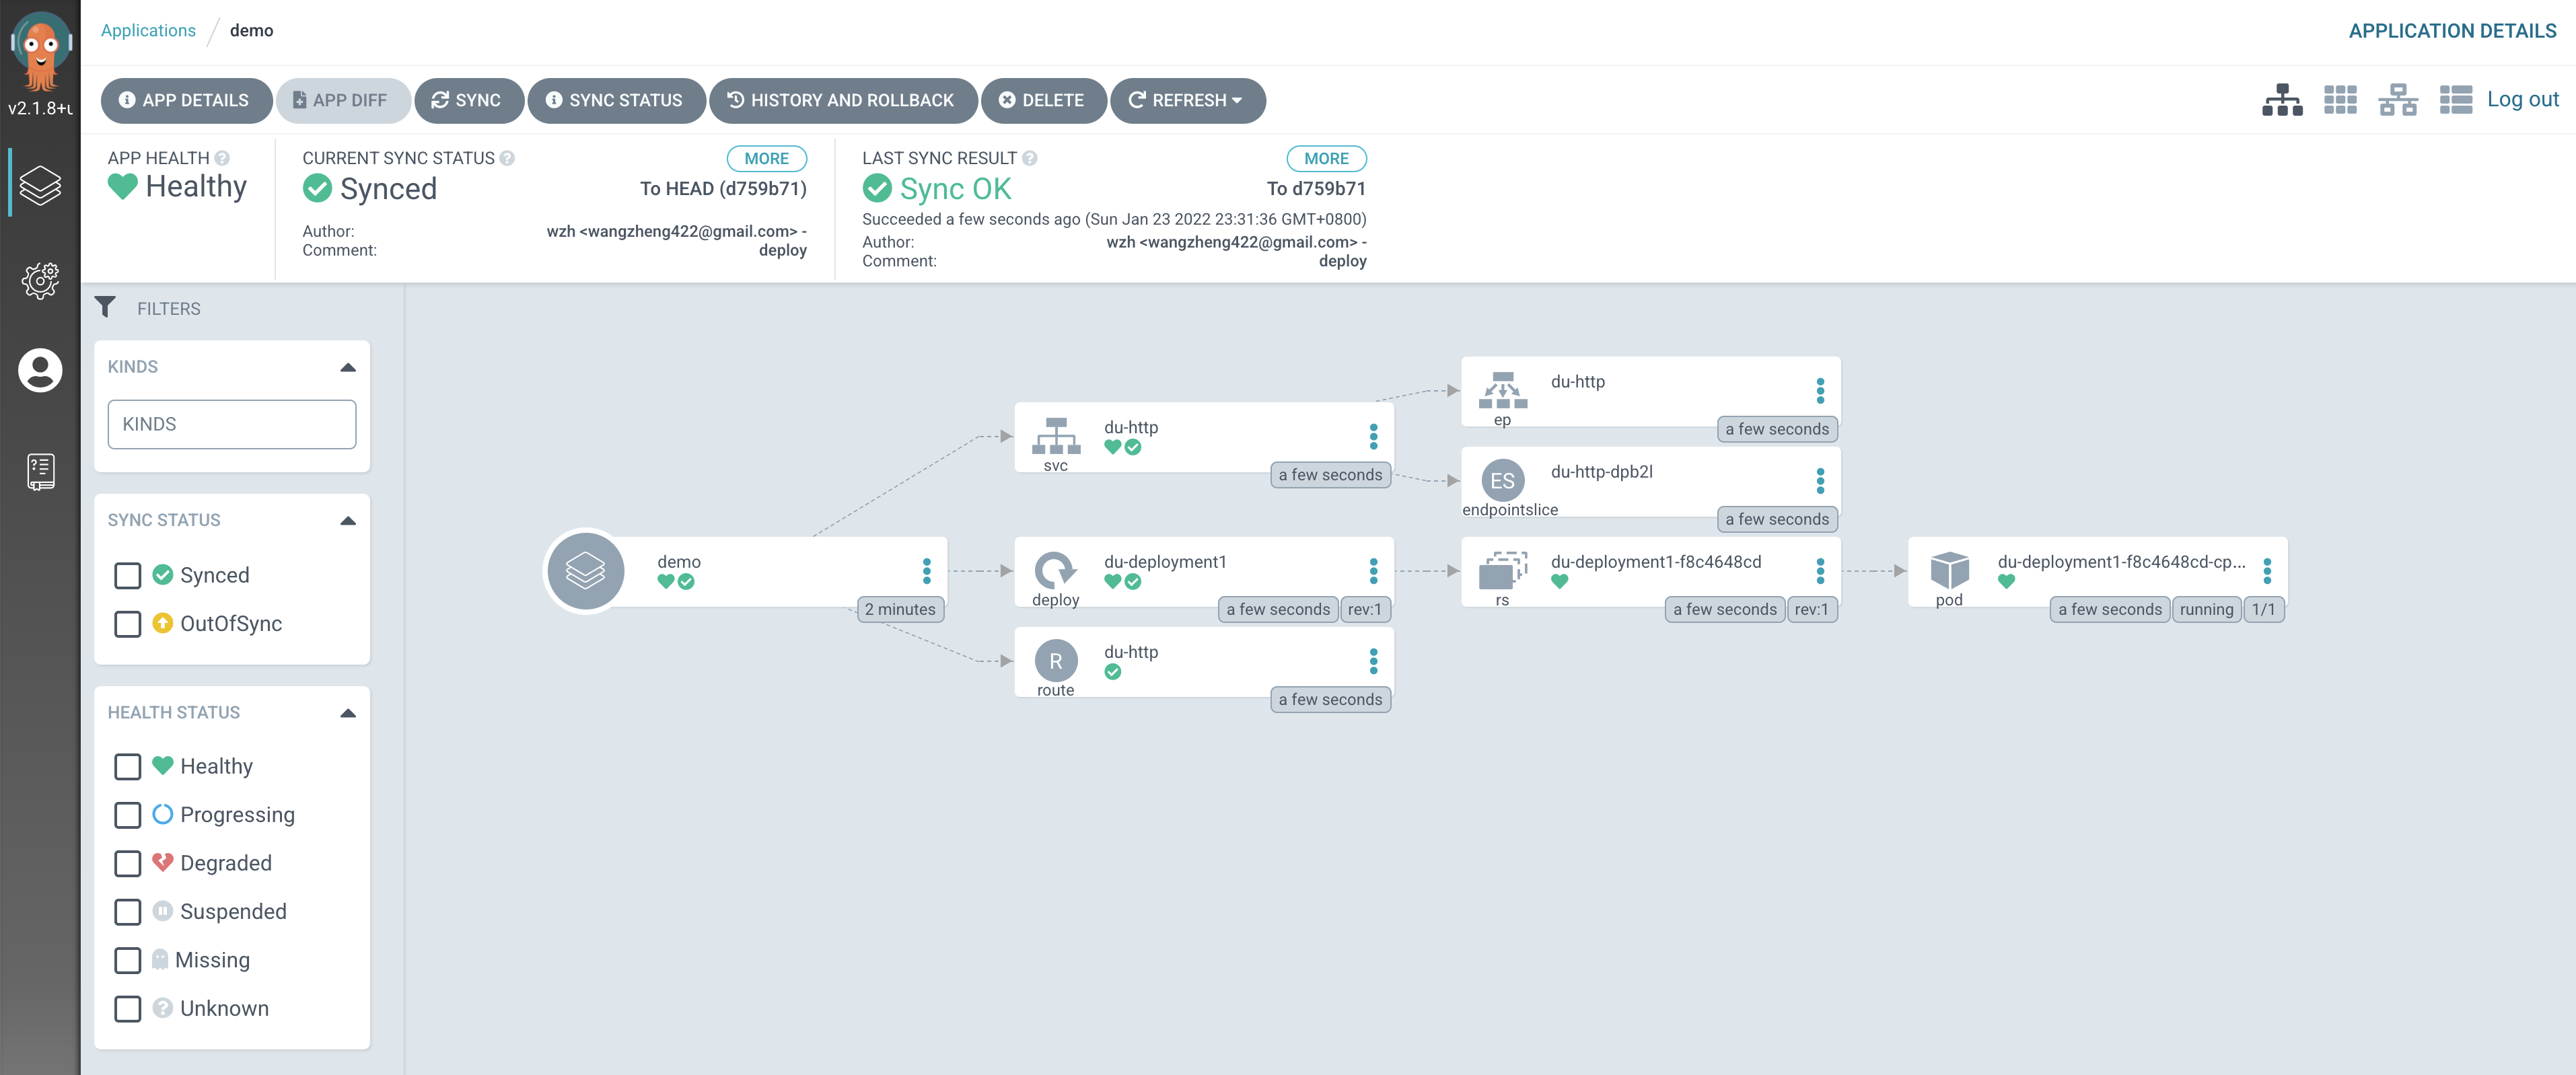 Applications / demo
APPLICATION DETAILS
v2.1.8+u
APP DETAILS
APP DIFF
SYNC
SYNC STATUS
HISTORY AND ROLLBACK
DELETE
REFRESH
Log out
APP HEALTH
Healthy
CURRENT SYNC STATUS
MORE
Synced
To HEAD (d759b71)
Author:
wzh <wangzheng422@gmail.com> -
Comment:
deploy
LAST SYNC RESULT
MORE
Sync OK
To d759b71
Succeeded a few seconds ago (Sun Jan 23 2022 23:31:36 GMT+0800)
Author:
wzh <wangzheng422@gmail.com> -
Comment:
deploy
FILTERS
KINDS
KINDS
SYNC STATUS
Synced
OutOfSync
HEALTH STATUS
Healthy
Progressing
Degraded
Suspended
Missing
Unknown
demo
2 minutes
du-http
svc
a few seconds
du-deployment1
deploy
a few seconds
rev:1
R
du-http
route
a few seconds
du-http
ep
a few seconds
ES
du-http-dpb2l
endpointslice
a few seconds
du-deployment1-f8c4648cd
rs
a few seconds
rev:1
du-deployment1-f8c4648cd-cp...
pod
a few seconds
running
1/1